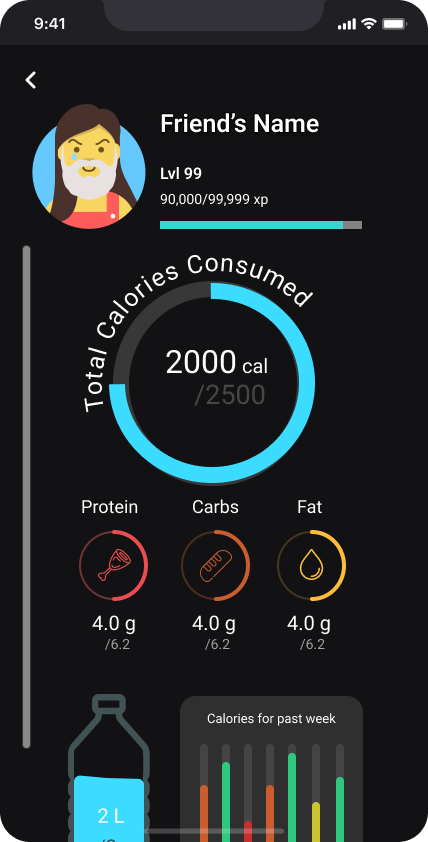 9:41
Friend's Name
Lvl 99
90,000/99,999 xp
Total Calories Consumed
2000 cal
/2500
Protein Carbs Fat
4.0 g 4.0 g 4.0 g
/6.2 /6.2 /6.2
Calories for past week
2 L